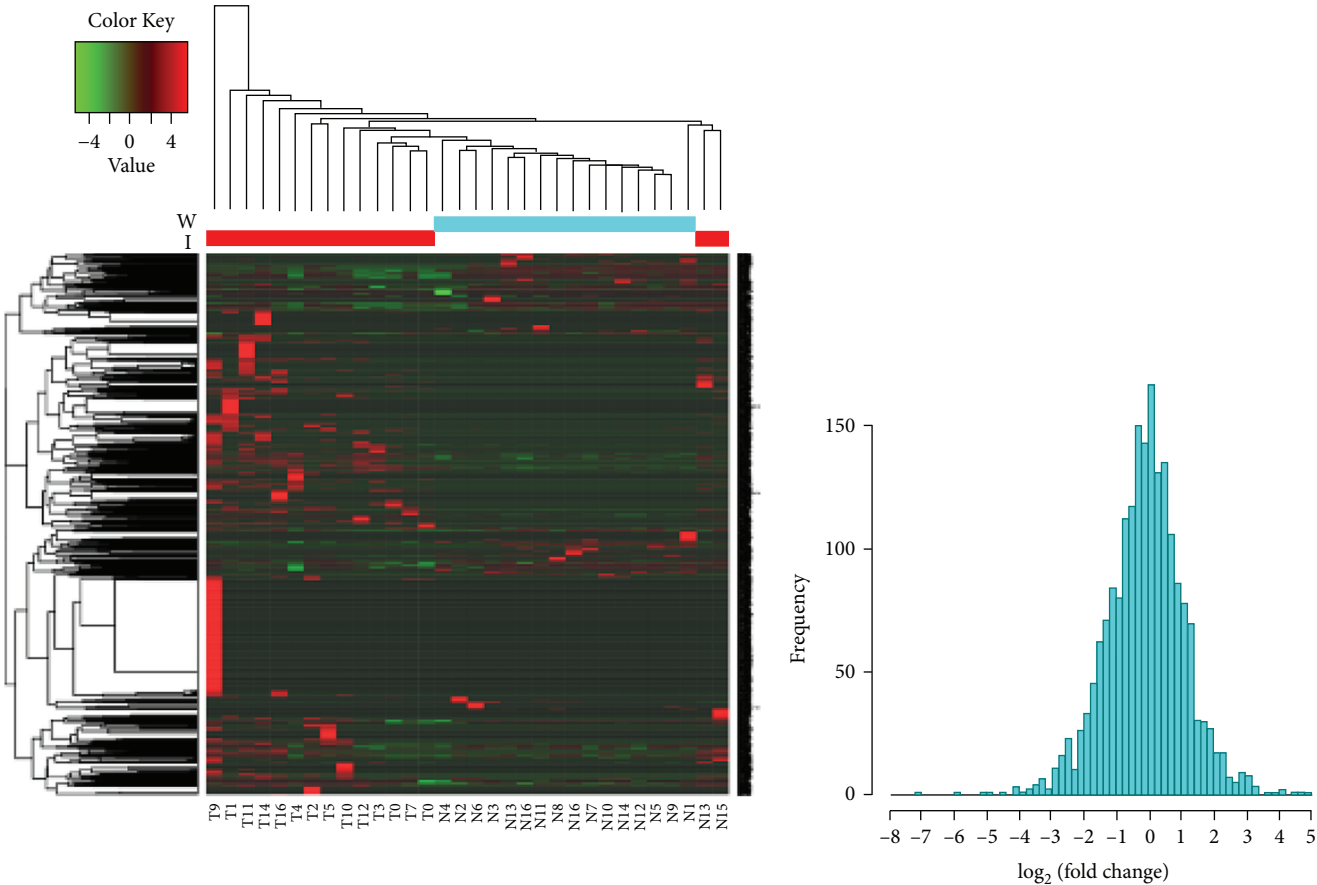 Color Key
−4 0 4
Value
W
I
T9 T1 T11 T14 T16 T4 T2 T5 T10 T12 T3 T0 T7 T0 N4 N2 N6 N3 N13 N16 N11 N8 N16 N7 N10 N14 N12 N5 N9 N1 N13 N15
Frequency
150
100
50
0
−8 −7 −6 −5 −4 −3 −2 −1 0 1 2 3 4 5
log₂ (fold change)